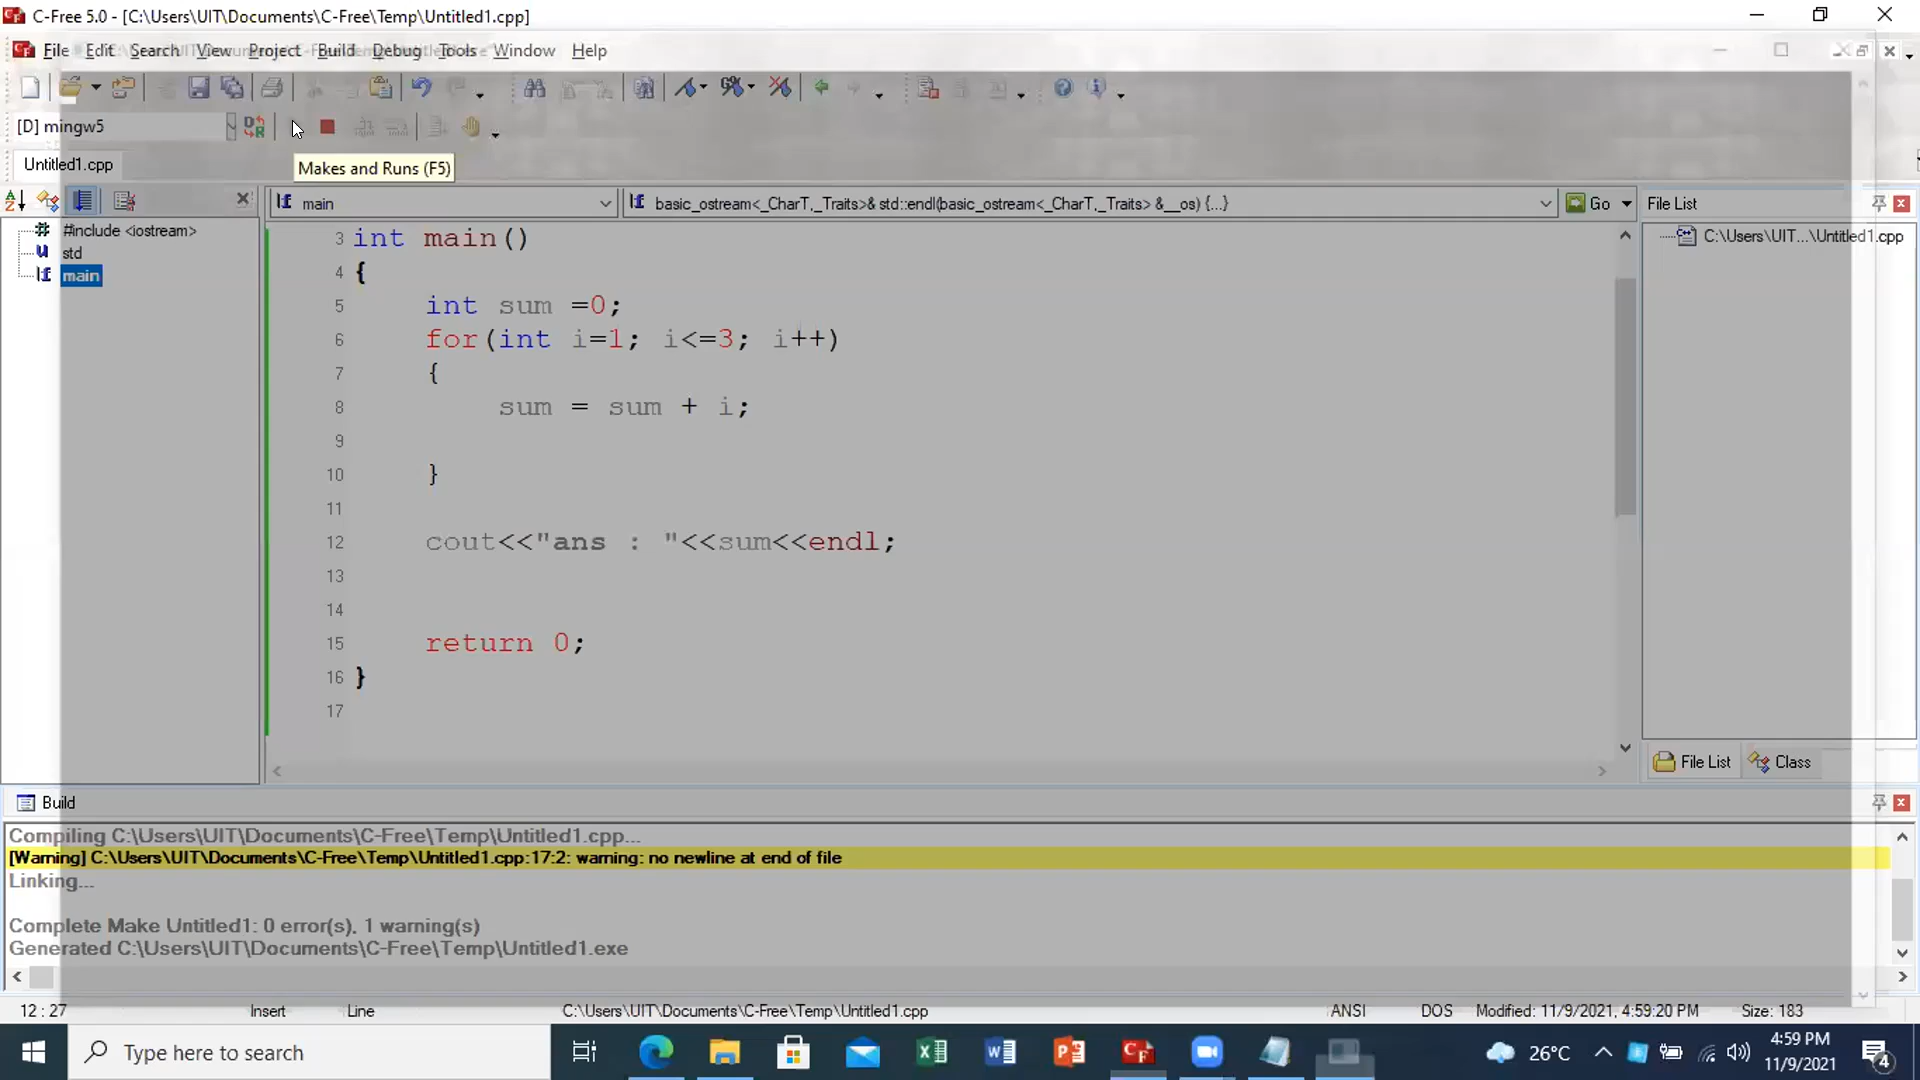 C-Free 5.0 - [C:\Users\UIT\Documents\C-Free\Temp\Untitled1.cpp]
File Edit Search View Project Build Debug Tools Window Help
[D] mingw5
Untitled1.cpp
Makes and Runs (F5)
main
basic_ostream<_CharT,_Traits>& std::endl(basic_ostream<_CharT,_Traits> &__os) {...}
Go
File List
#include <iostream>
std
main
C:\Users\UIT...\Untitled1.cpp
3 int main()
4 {
5 int sum =0;
6 for(int i=1; i<=3; i++)
7 {
8 sum = sum + i;
9
10 }
11
12 cout<<"ans : "<<sum<<endl;
13
14
15 return 0;
16 }
17
File List Class
Build
Compiling C:\Users\UIT\Documents\C-Free\Temp\Untitled1.cpp...
[Warning] C:\Users\UIT\Documents\C-Free\Temp\Untitled1.cpp:17:2: warning: no newline at end of file
Linking...
Complete Make Untitled1: 0 error(s), 1 warning(s)
Generated C:\Users\UIT\Documents\C-Free\Temp\Untitled1.exe
12 : 27 Insert Line C:\Users\UIT\Documents\C-Free\Temp\Untitled1.cpp ANSI DOS Modified: 11/9/2021, 4:59:20 PM Size: 183
Type here to search
26°C
4:59 PM
11/9/2021
4